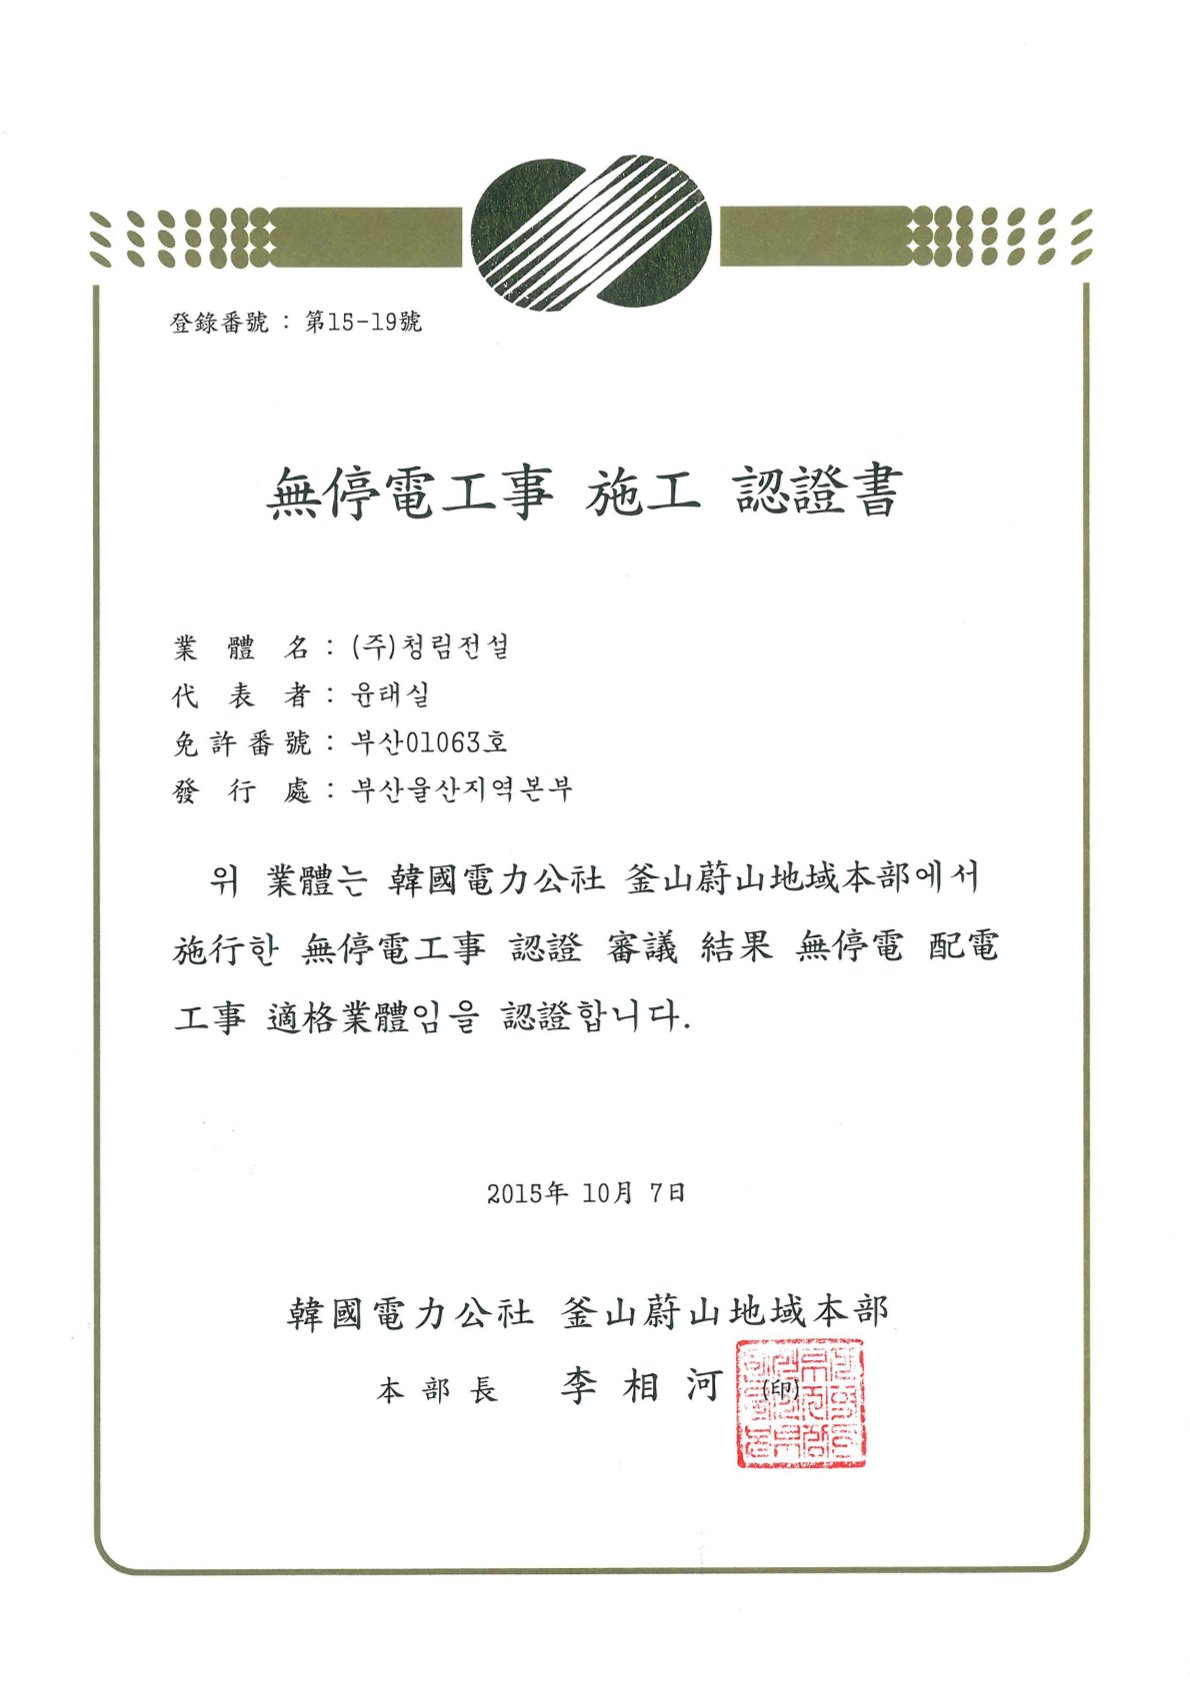 登錄番號 : 第15-19號
無停電工事 施工 認證書
業 體 名 : (주)청림전설
代 表 者 : 윤태실
免許番號 : 부산01063호
發 行 處 : 부산울산지역본부
위 業體는 韓國電力公社 釜山蔚山地域本部에서
施行한 無停電工事 認證 審議 結果 無停電 配電
工事 適格業體임을 認證합니다.
2015年 10月 7日
韓國電力公社 釜山蔚山地域本部
本部長 李相河 (印)